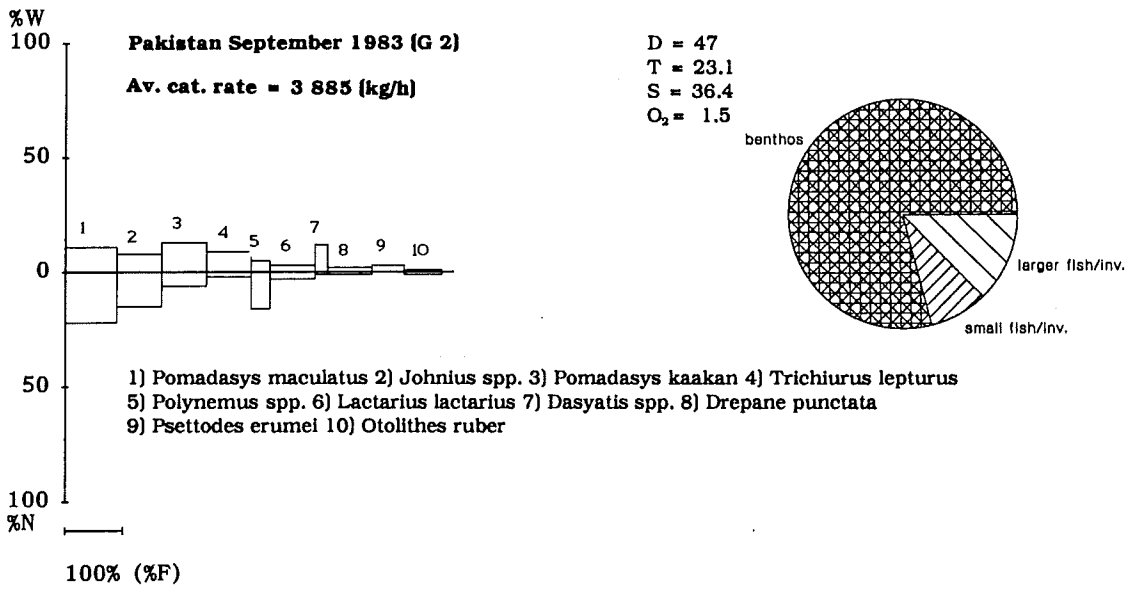 %W
100
Pakistan September 1983 (G 2)
Av. cat. rate = 3 885 (kg/h)
D = 47
T = 23.1
S = 36.4
O₂ = 1.5
benthos
larger fish/inv.
small fish/inv.
50
1 2 3 4 5 6 7 8 9 10
0
50
1) Pomadasys maculatus 2) Johnius spp. 3) Pomadasys kaakan 4) Trichiurus lepturus
5) Polynemus spp. 6) Lactarius lactarius 7) Dasyatis spp. 8) Drepane punctata
9) Psettodes erumei 10) Otolithes ruber
100
%N
100% (%F)